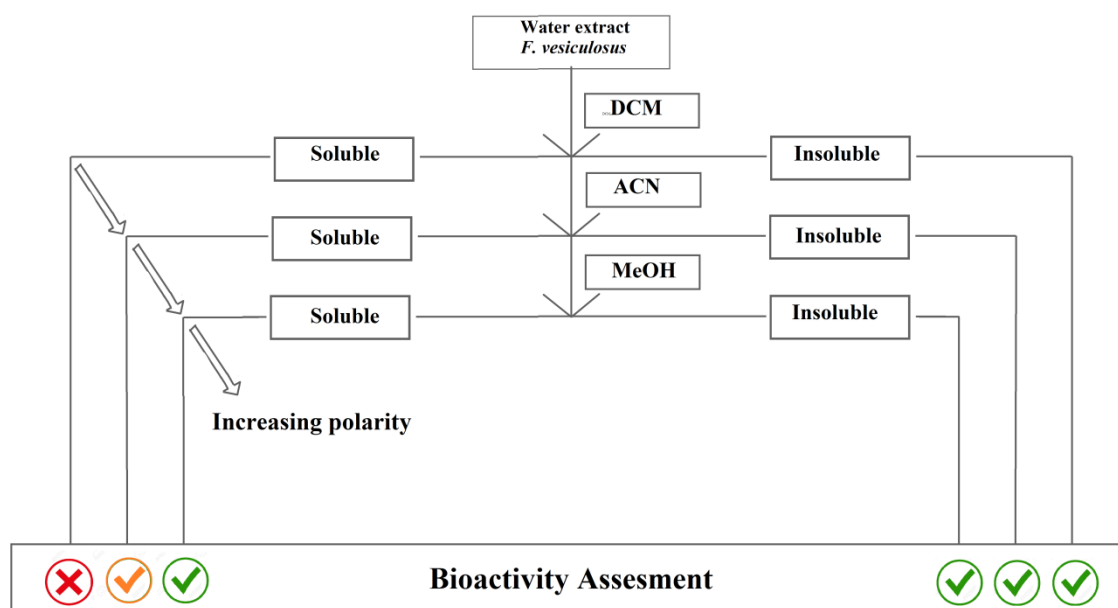 Water extract
F. vesiculosus
DCM
Soluble
Insoluble
ACN
Soluble
Insoluble
MeOH
Soluble
Insoluble
Increasing polarity
Bioactivity Assesment